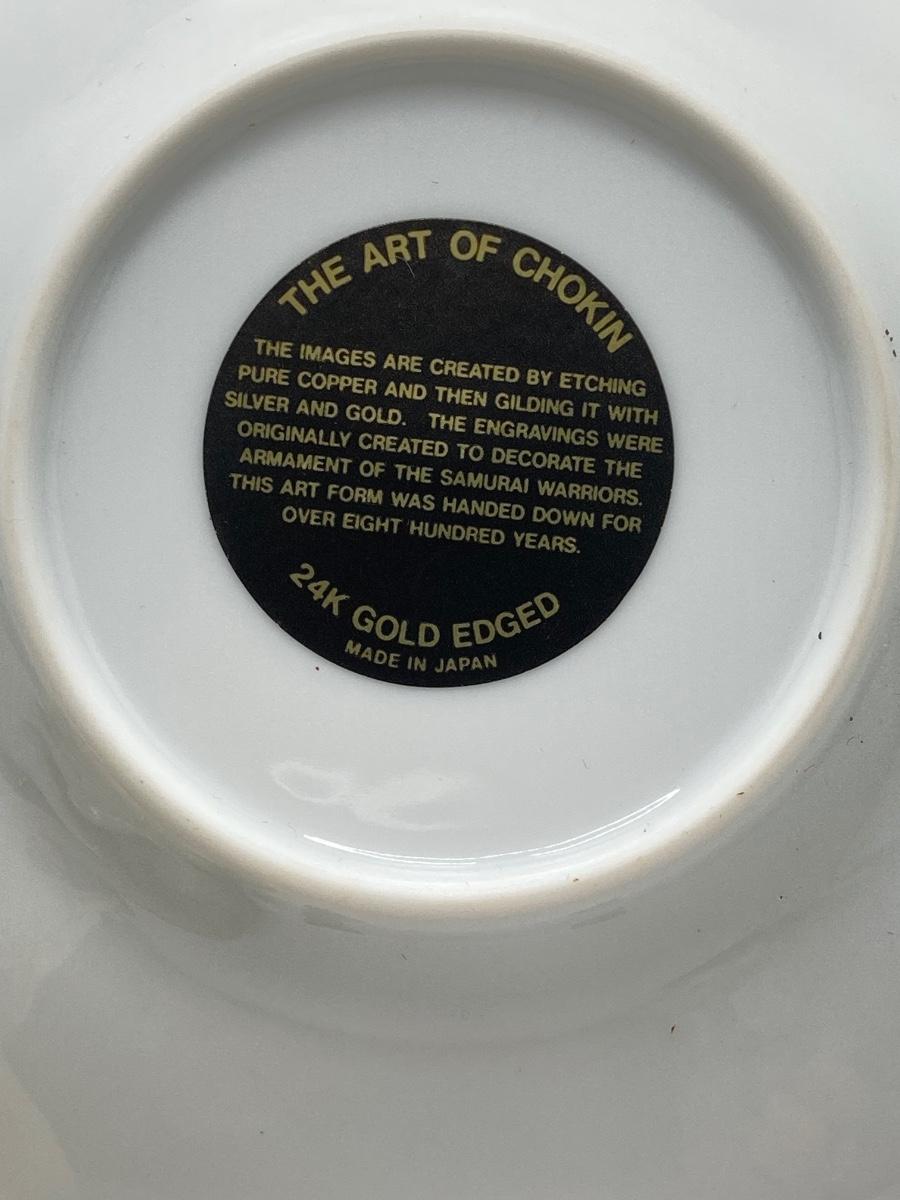 THE ART OF CHOKIN
THE IMAGES ARE CREATED BY ETCHING
PURE COPPER AND THEN GILDING IT WITH
SILVER AND GOLD. THE ENGRAVINGS WERE
ORIGINALLY CREATED TO DECORATE THE
ARMAMENT OF THE SAMURAI WARRIORS.
THIS ART FORM WAS HANDED DOWN FOR
OVER EIGHT HUNDRED YEARS.
24K GOLD EDGED
MADE IN JAPAN